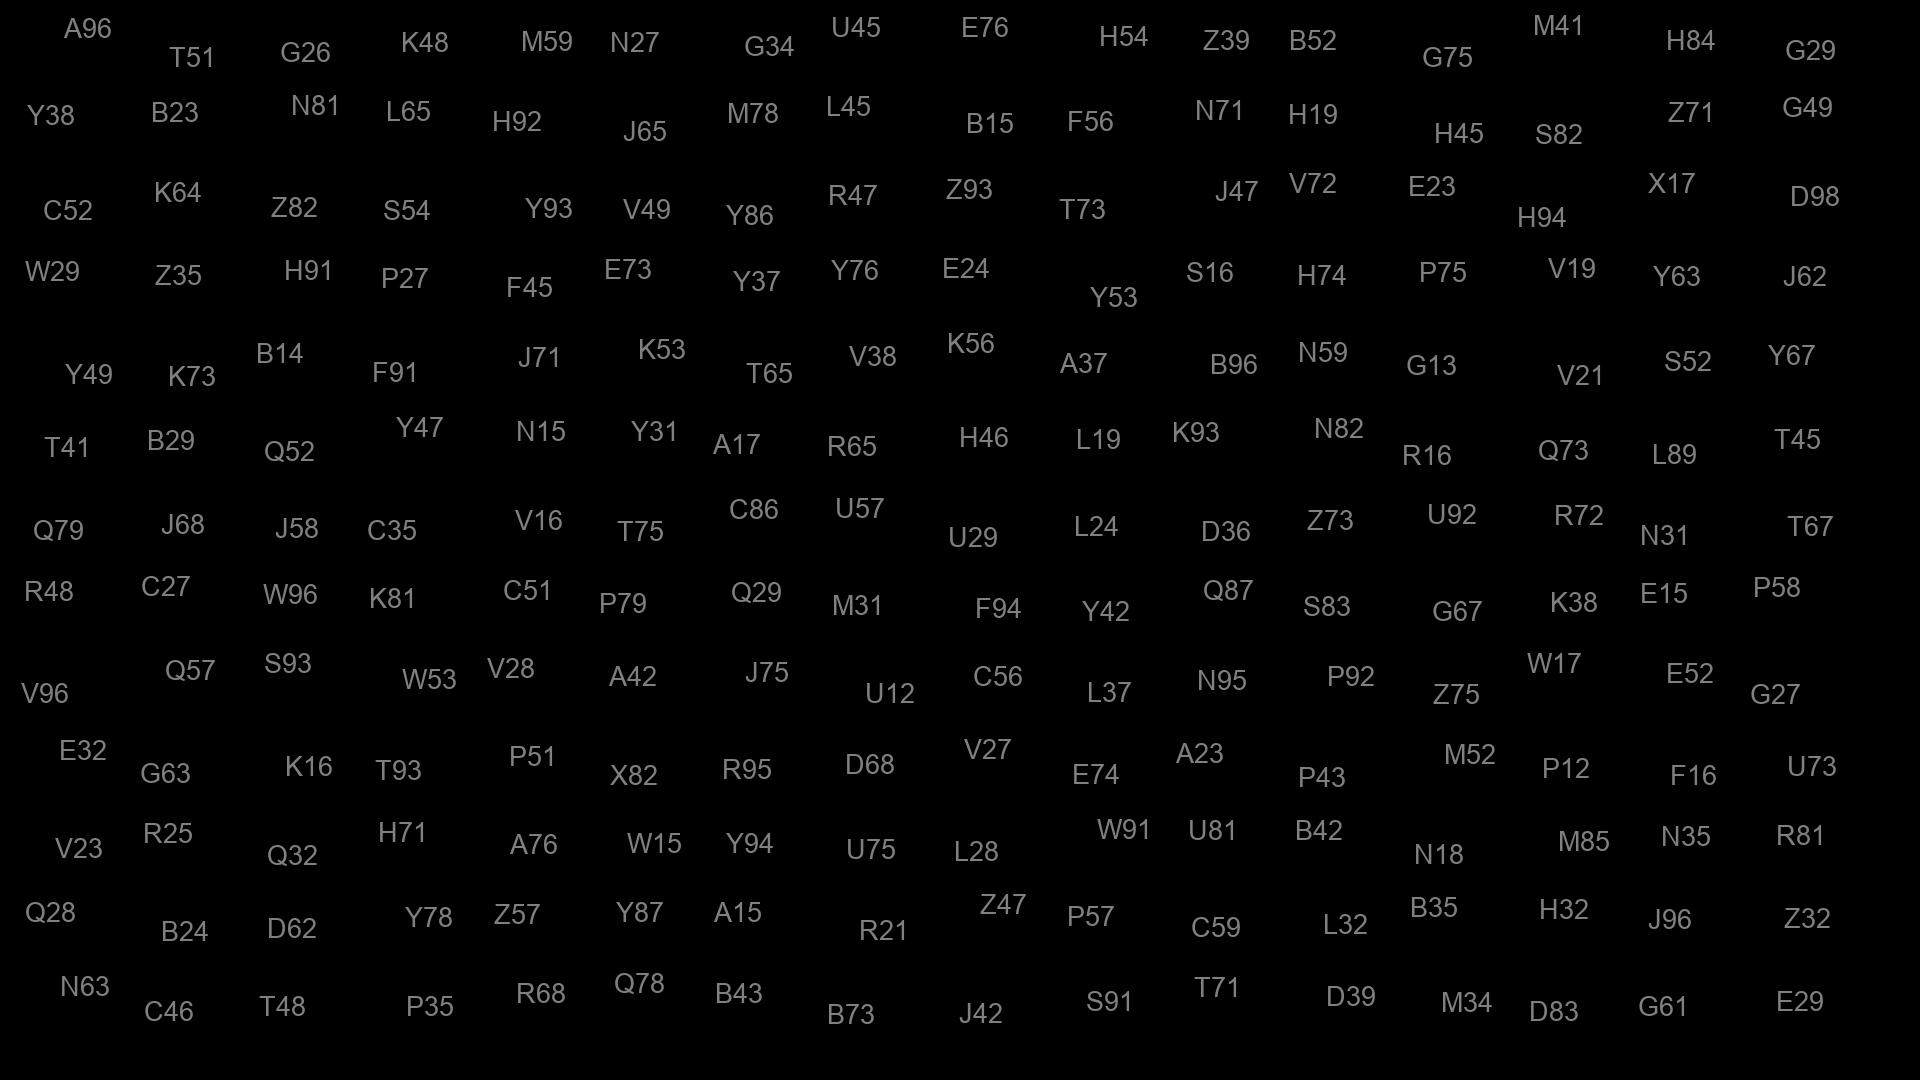 A96 T51 G26 K48 M59 N27 G34 U45 E76 H54 Z39 B52 G75 M41 H84 G29
Y38 B23 N81 L65 H92 J65 M78 L45 B15 F56 N71 H19 H45 S82 Z71 G49
C52 K64 Z82 S54 Y93 V49 Y86 R47 Z93 T73 J47 V72 E23 H94 X17 D98
W29 Z35 H91 P27 F45 E73 Y37 Y76 E24 Y53 S16 H74 P75 V19 Y63 J62
Y49 K73 B14 F91 J71 K53 T65 V38 K56 A37 B96 N59 G13 V21 S52 Y67
T41 B29 Q52 Y47 N15 Y31 A17 R65 H46 L19 K93 N82 R16 Q73 L89 T45
Q79 J68 J58 C35 V16 T75 C86 U57 U29 L24 D36 Z73 U92 R72 N31 T67
R48 C27 W96 K81 C51 P79 Q29 M31 F94 Y42 Q87 S83 G67 K38 E15 P58
V96 Q57 S93 W53 V28 A42 J75 U12 C56 L37 N95 P92 Z75 W17 E52 G27
E32 G63 K16 T93 P51 X82 R95 D68 V27 E74 A23 P43 M52 P12 F16 U73
V23 R25 Q32 H71 A76 W15 Y94 U75 L28 W91 U81 B42 N18 M85 N35 R81
Q28 B24 D62 Y78 Z57 Y87 A15 R21 Z47 P57 C59 L32 B35 H32 J96 Z32
N63 C46 T48 P35 R68 Q78 B43 B73 J42 S91 T71 D39 M34 D83 G61 E29